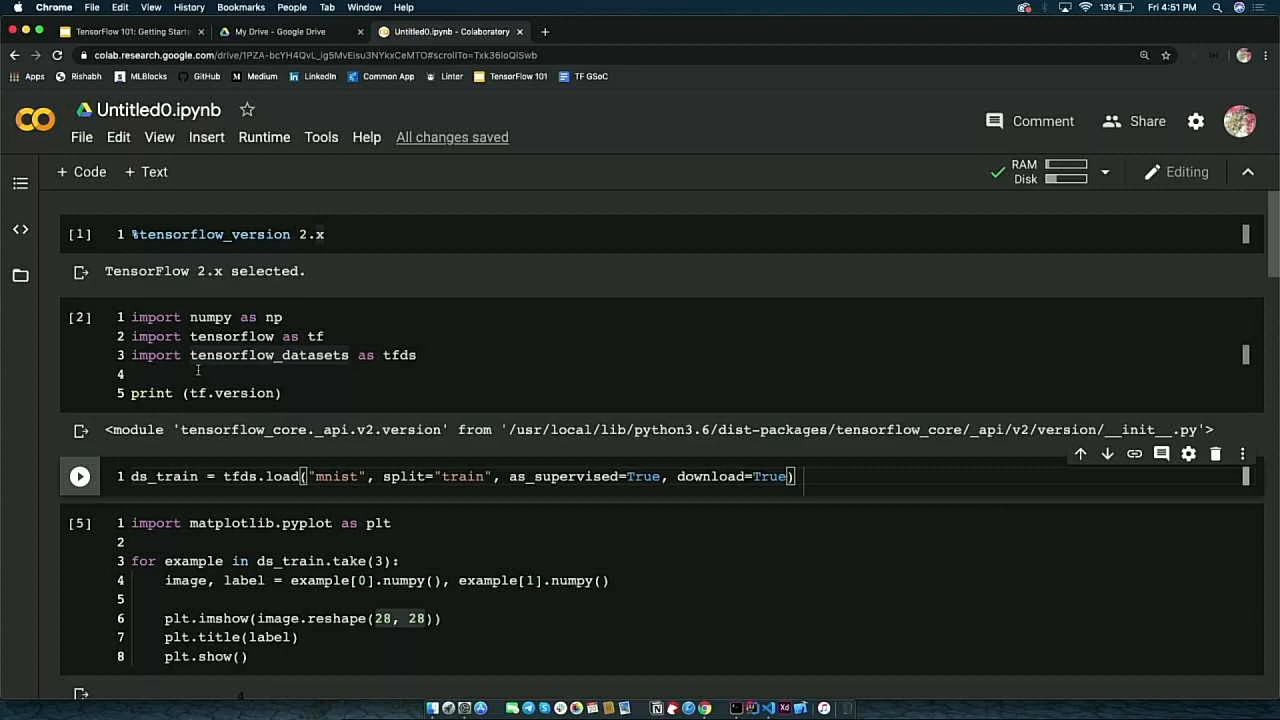 Chrome File Edit View History Bookmarks People Tab Window Help 13% Fri 4:51 PM
TensorFlow 101: Getting Starte × My Drive - Google Drive × Untitled0.ipynb - Colaboratory × +
colab.research.google.com/drive/1PZA-bcYH4QvL_ig5MvEisu3NYkxCeMTO#scrollTo=Txk36IoQISwb
Apps Rishabh MLBlocks GitHub Medium LinkedIn Common App Linter TensorFlow 101 TF GSoC
Untitled0.ipynb
Comment Share
File Edit View Insert Runtime Tools Help All changes saved
+ Code + Text RAM Disk Editing
[1] 1 %tensorflow_version 2.x
TensorFlow 2.x selected.
[2] 1 import numpy as np
2 import tensorflow as tf
3 import tensorflow_datasets as tfds
4
5 print (tf.version)
<module 'tensorflow_core._api.v2.version' from '/usr/local/lib/python3.6/dist-packages/tensorflow_core/_api/v2/version/__init__.py'>
1 ds_train = tfds.load("mnist", split="train", as_supervised=True, download=True)
[5] 1 import matplotlib.pyplot as plt
2
3 for example in ds_train.take(3):
4 image, label = example[0].numpy(), example[1].numpy()
5
6 plt.imshow(image.reshape(28, 28))
7 plt.title(label)
8 plt.show()